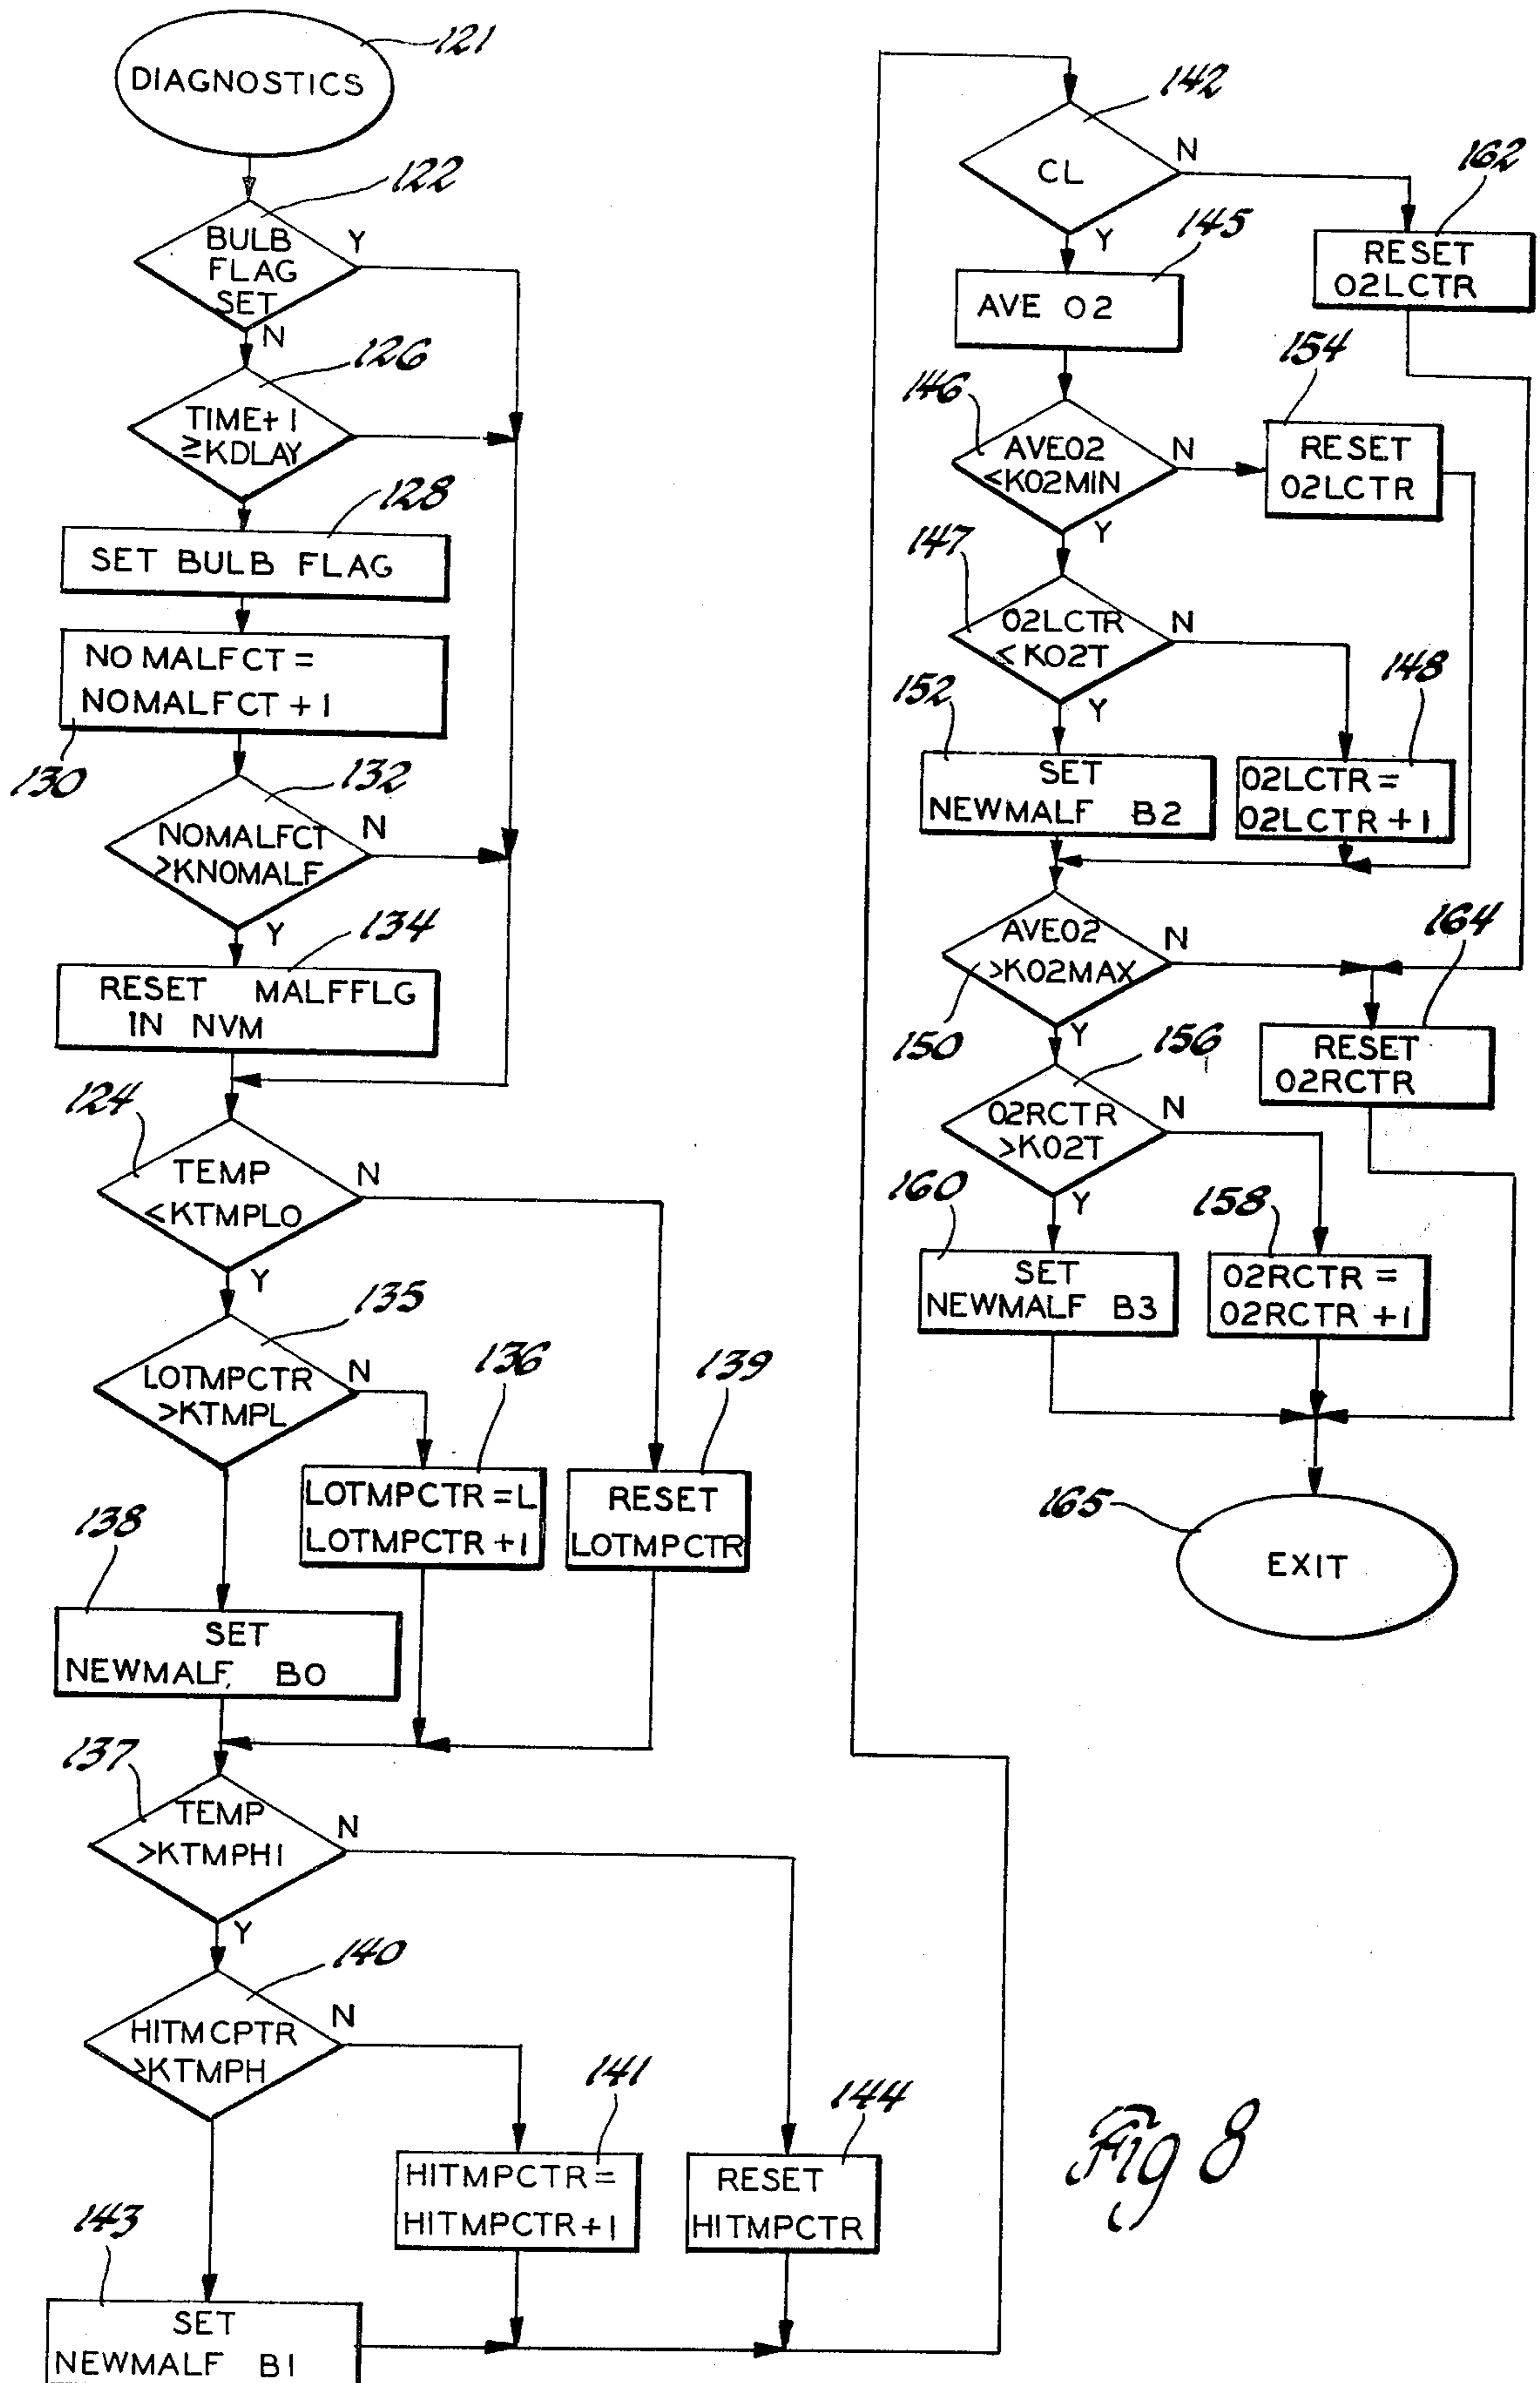 121
DIAGNOSTICS
122
BULB
FLAG
SET
Y
N
126
TIME+1
≥KDLAY
128
SET BULB FLAG
NO MALFCT =
NOMALFCT +1
130
132
NOMALFCT
>KNOMALF
N
Y
134
RESET MALFFLG
IN NVM
124
TEMP
<KTMPLO
N
Y
135
LOTMPCTR
>KTMPL
N
136
LOTMPCTR=L
LOTMPCTR+1
139
RESET
LOTMPCTR
138
SET
NEWMALF, BO
137
TEMP
>KTMPHI
N
Y
140
HITMCPTR
>KTMPH
N
141
HITMPCTR=
HITMPCTR+1
144
RESET
HITMPCTR
143
SET
NEWMALF B1
142
CL
N
Y
162
RESET
O2LCTR
145
AVE O2
146
AVEO2
<KO2MIN
N
Y
154
RESET
O2LCTR
147
O2LCTR
<KO2T
N
Y
148
O2LCTR=
O2LCTR+1
152
SET
NEWMALF B2
150
AVEO2
>KO2MAX
N
Y
164
RESET
O2RCTR
156
O2RCTR
>KO2T
N
Y
158
O2RCTR =
O2RCTR +1
160
SET
NEWMALF B3
165
EXIT
Fig 8